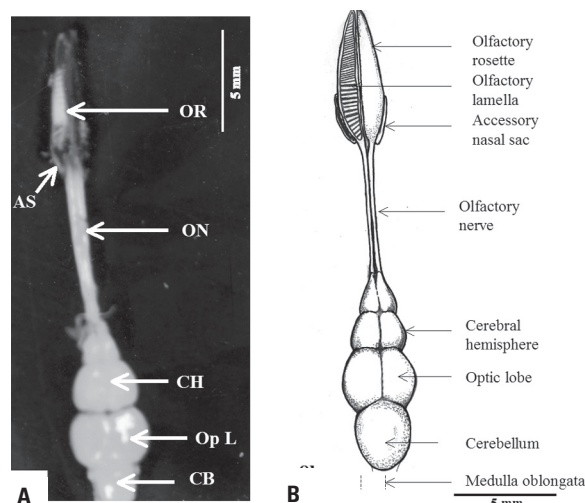 5 mm
OR
AS
ON
CH
Op L
CB
A
Olfactory
rosette
Olfactory
lamella
Accessory
nasal sac
Olfactory
nerve
Cerebral
hemisphere
Optic lobe
Cerebellum
Medulla oblongata
5 mm
B